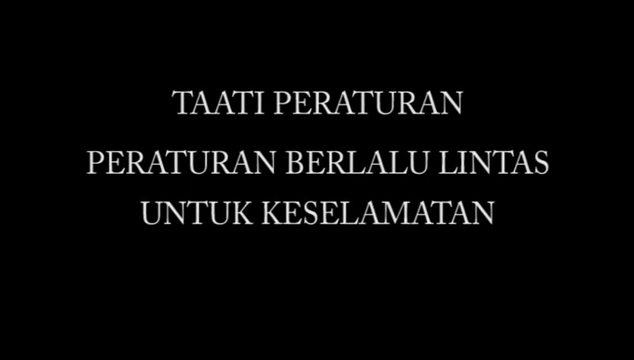 TAATI PERATURAN
PERATURAN BERLALU LINTAS
UNTUK KESELAMATAN